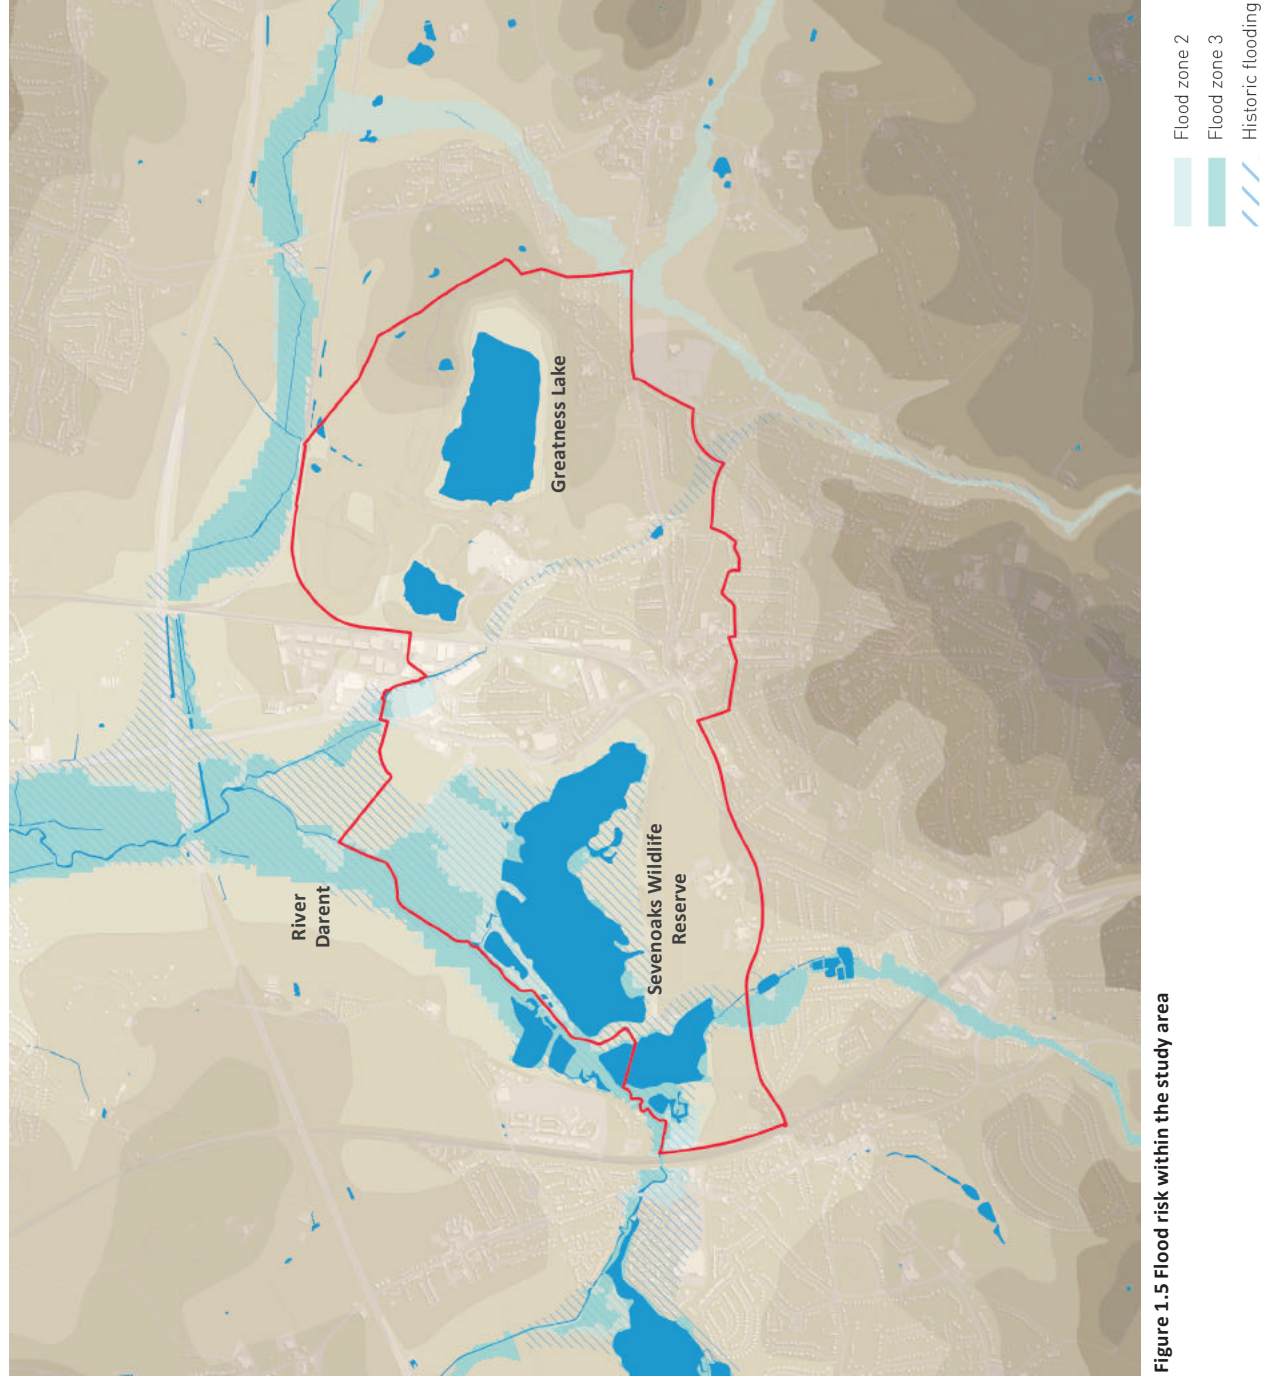 River
Darent
Greatness Lake
Sevenoaks Wildlife
Reserve
Figure 1.5 Flood risk within the study area
Flood zone 2
Flood zone 3
Historic flooding